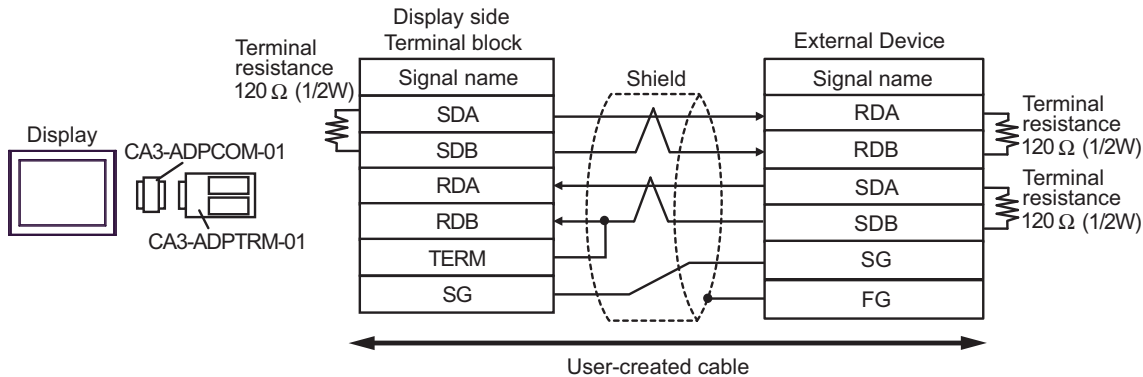 Display side
Terminal block
External Device
Terminal
resistance
120 Ω (1/2W)
Signal name
Shield
Signal name
SDA
RDA
Terminal
resistance
120 Ω (1/2W)
Display
CA3-ADPCOM-01
SDB
RDB
RDA
SDA
Terminal
resistance
120 Ω (1/2W)
CA3-ADPTRM-01
RDB
SDB
TERM
SG
SG
FG
User-created cable